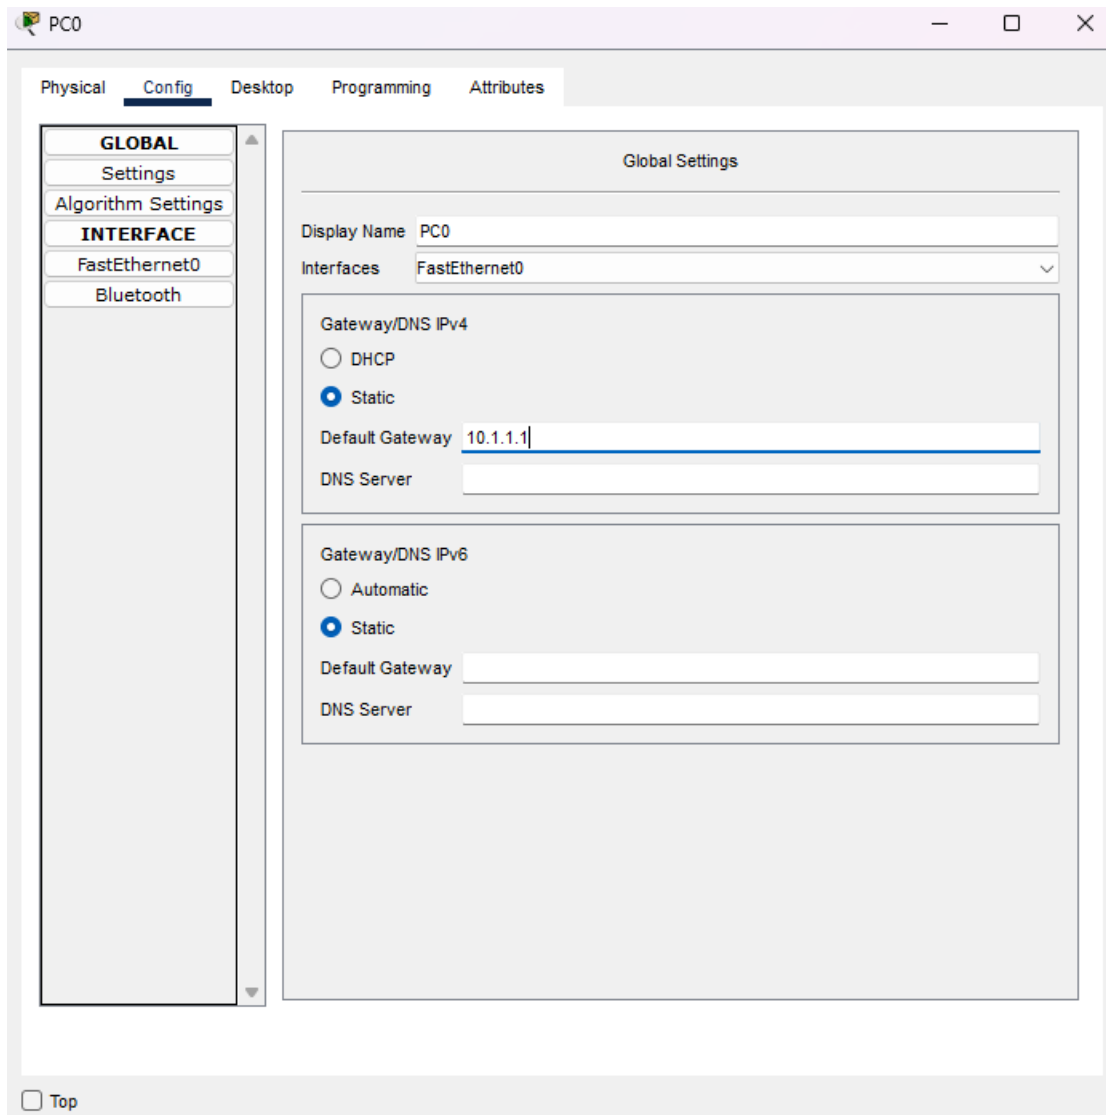 PC0
Physical Config Desktop Programming Attributes
GLOBAL
Settings
Algorithm Settings
INTERFACE
FastEthernet0
Bluetooth
Global Settings
Display Name PC0
Interfaces FastEthernet0
Gateway/DNS IPv4
DHCP
Static
Default Gateway 10.1.1.1
DNS Server
Gateway/DNS IPv6
Automatic
Static
Default Gateway
DNS Server
Top